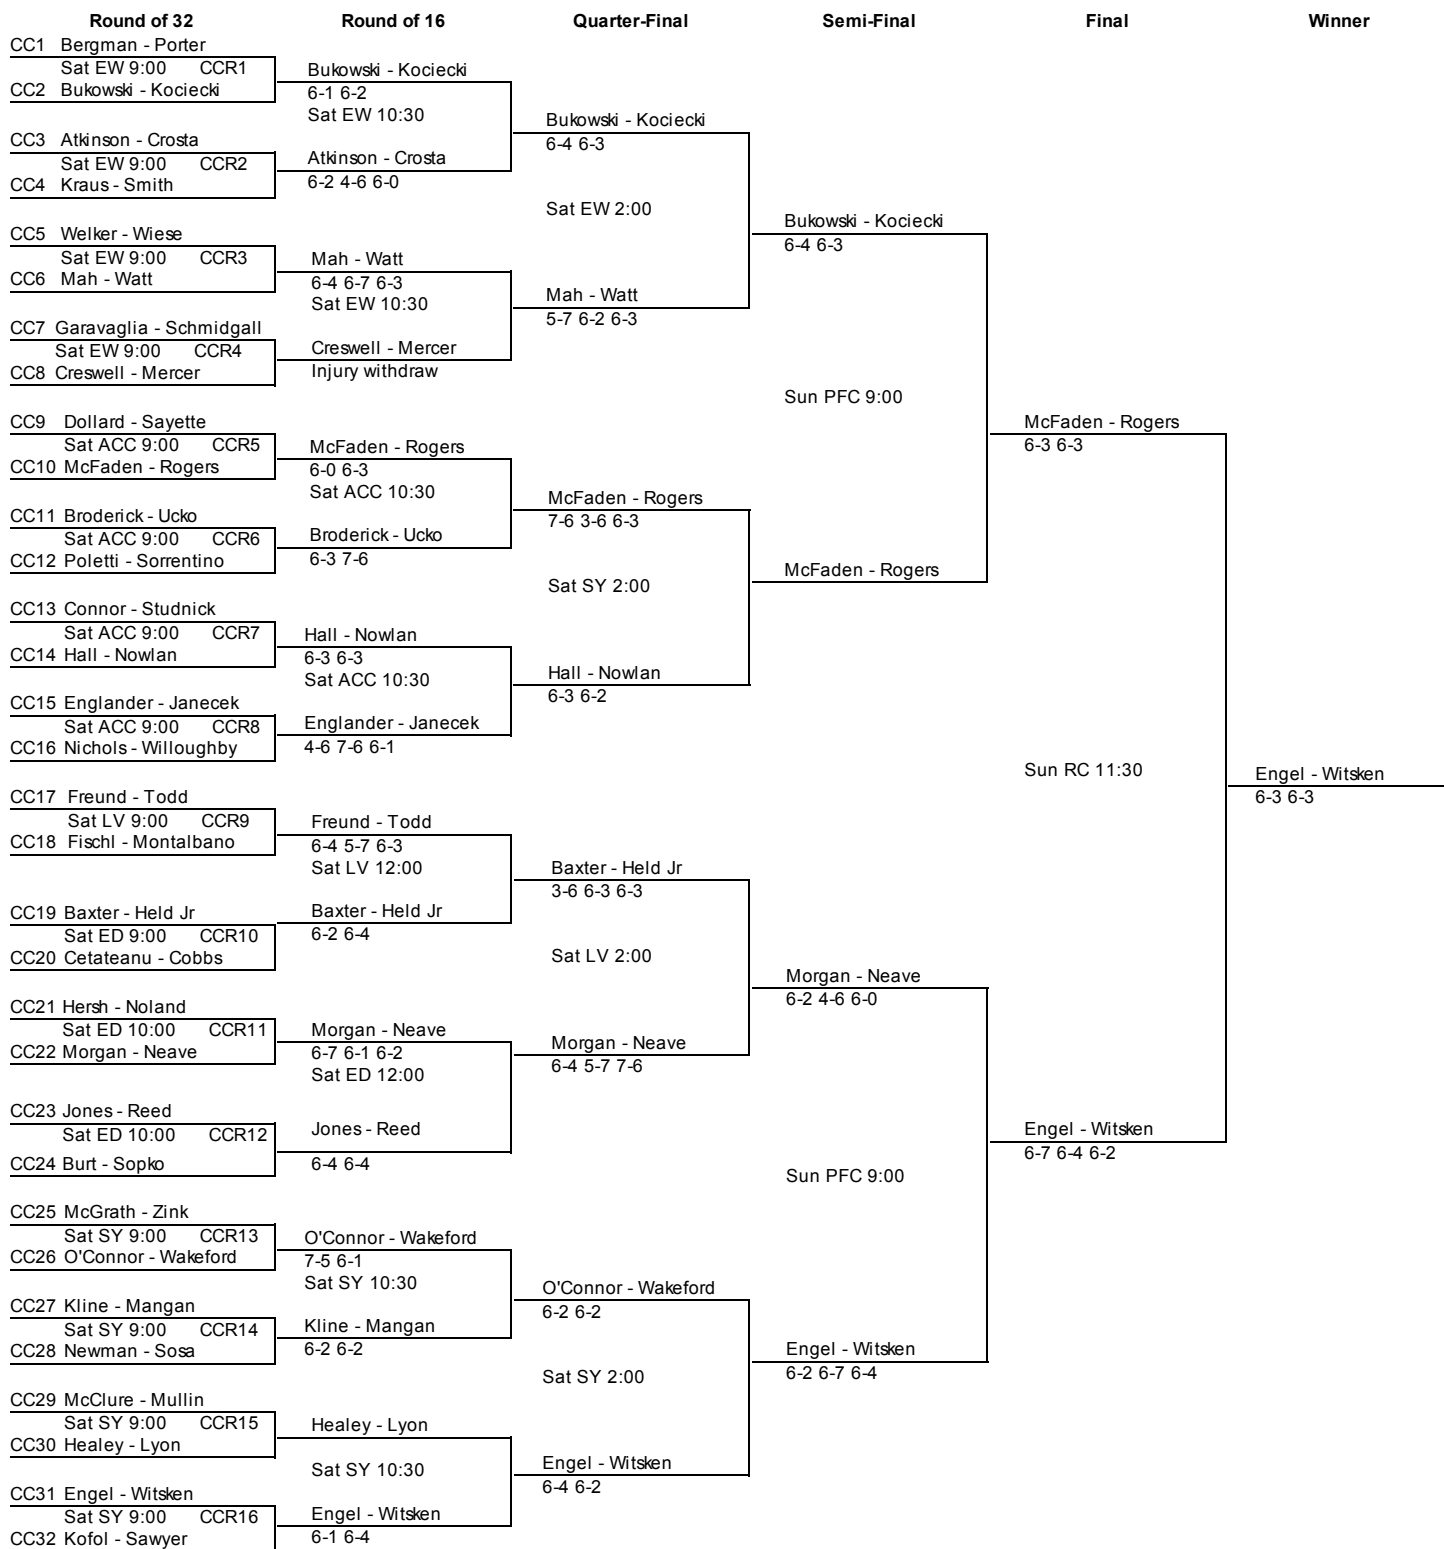 Round of 32 Round of 16 Quarter-Final Semi-Final Final Winner
CC1 Bergman - Porter
Sat EW 9:00 CCR1
CC2 Bukowski - Kociecki
CC3 Atkinson - Crosta
Sat EW 9:00 CCR2
CC4 Kraus - Smith
CC5 Welker - Wiese
Sat EW 9:00 CCR3
CC6 Mah - Watt
CC7 Garavaglia - Schmidgall
Sat EW 9:00 CCR4
CC8 Creswell - Mercer
CC9 Dollard - Sayette
Sat ACC 9:00 CCR5
CC10 McFaden - Rogers
CC11 Broderick - Ucko
Sat ACC 9:00 CCR6
CC12 Poletti - Sorrentino
CC13 Connor - Studnick
Sat ACC 9:00 CCR7
CC14 Hall - Nowlan
CC15 Englander - Janecek
Sat ACC 9:00 CCR8
CC16 Nichols - Willoughby
CC17 Freund - Todd
Sat LV 9:00 CCR9
CC18 Fischl - Montalbano
CC19 Baxter - Held Jr
Sat ED 9:00 CCR10
CC20 Cetateanu - Cobbs
CC21 Hersh - Noland
Sat ED 10:00 CCR11
CC22 Morgan - Neave
CC23 Jones - Reed
Sat ED 10:00 CCR12
CC24 Burt - Sopko
CC25 McGrath - Zink
Sat SY 9:00 CCR13
CC26 O'Connor - Wakeford
CC27 Kline - Mangan
Sat SY 9:00 CCR14
CC28 Newman - Sosa
CC29 McClure - Mullin
Sat SY 9:00 CCR15
CC30 Healey - Lyon
CC31 Engel - Witsken
Sat SY 9:00 CCR16
CC32 Kofol - Sawyer
Bukowski - Kociecki
6-1 6-2
Sat EW 10:30
Atkinson - Crosta
6-2 4-6 6-0
Mah - Watt
6-4 6-7 6-3
Sat EW 10:30
Creswell - Mercer
Injury withdraw
McFaden - Rogers
6-0 6-3
Sat ACC 10:30
Broderick - Ucko
6-3 7-6
Hall - Nowlan
6-3 6-3
Sat ACC 10:30
Englander - Janecek
4-6 7-6 6-1
Freund - Todd
6-4 5-7 6-3
Sat LV 12:00
Baxter - Held Jr
6-2 6-4
Morgan - Neave
6-7 6-1 6-2
Sat ED 12:00
Jones - Reed
6-4 6-4
O'Connor - Wakeford
7-5 6-1
Sat SY 10:30
Kline - Mangan
6-2 6-2
Healey - Lyon
Sat SY 10:30
Engel - Witsken
6-1 6-4
Bukowski - Kociecki
6-4 6-3
Sat EW 2:00
Mah - Watt
5-7 6-2 6-3
McFaden - Rogers
7-6 3-6 6-3
Sat SY 2:00
Hall - Nowlan
6-3 6-2
Baxter - Held Jr
3-6 6-3 6-3
Sat LV 2:00
Morgan - Neave
6-4 5-7 7-6
O'Connor - Wakeford
6-2 6-2
Sat SY 2:00
Engel - Witsken
6-4 6-2
Bukowski - Kociecki
6-4 6-3
Sun PFC 9:00
McFaden - Rogers
Morgan - Neave
6-2 4-6 6-0
Sun PFC 9:00
Engel - Witsken
6-2 6-7 6-4
McFaden - Rogers
6-3 6-3
Sun RC 11:30
Engel - Witsken
6-7 6-4 6-2
Engel - Witsken
6-3 6-3